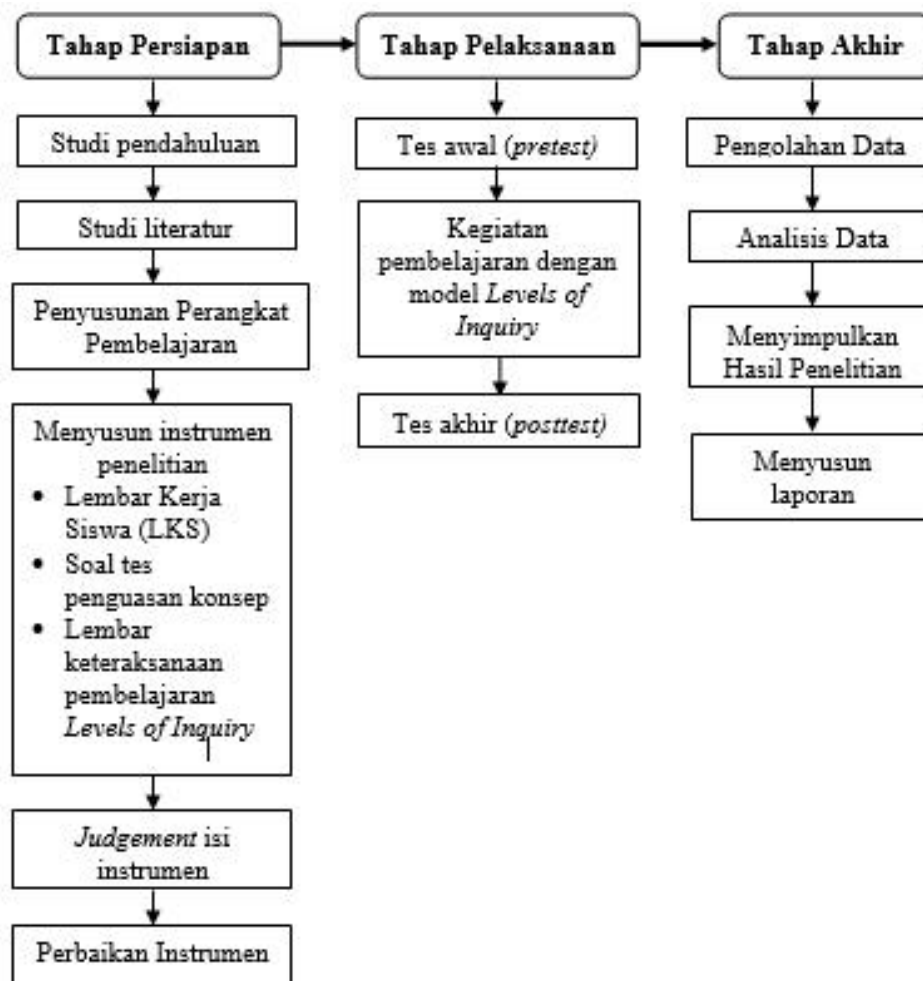 Tahap Persiapan
Tahap Pelaksanaan
Tahap Akhir
Studi pendahuluan
Studi literatur
Penyusunan Perangkat
Pembelajaran
Menyusun instrumen
penelitian
• Lembar Kerja
Siswa (LKS)
• Soal tes
penguasan konsep
• Lembar
keteraksanaan
pembelajaran
Levels of Inquiry
Judgement isi
instrumen
Perbaikan Instrumen
Tes awal (pretest)
Kegiatan
pembelajaran dengan
model Levels of
Inquiry
Tes akhir (posttest)
Pengolahan Data
Analisis Data
Menyimpulkan
Hasil Penelitian
Menyusun
laporan